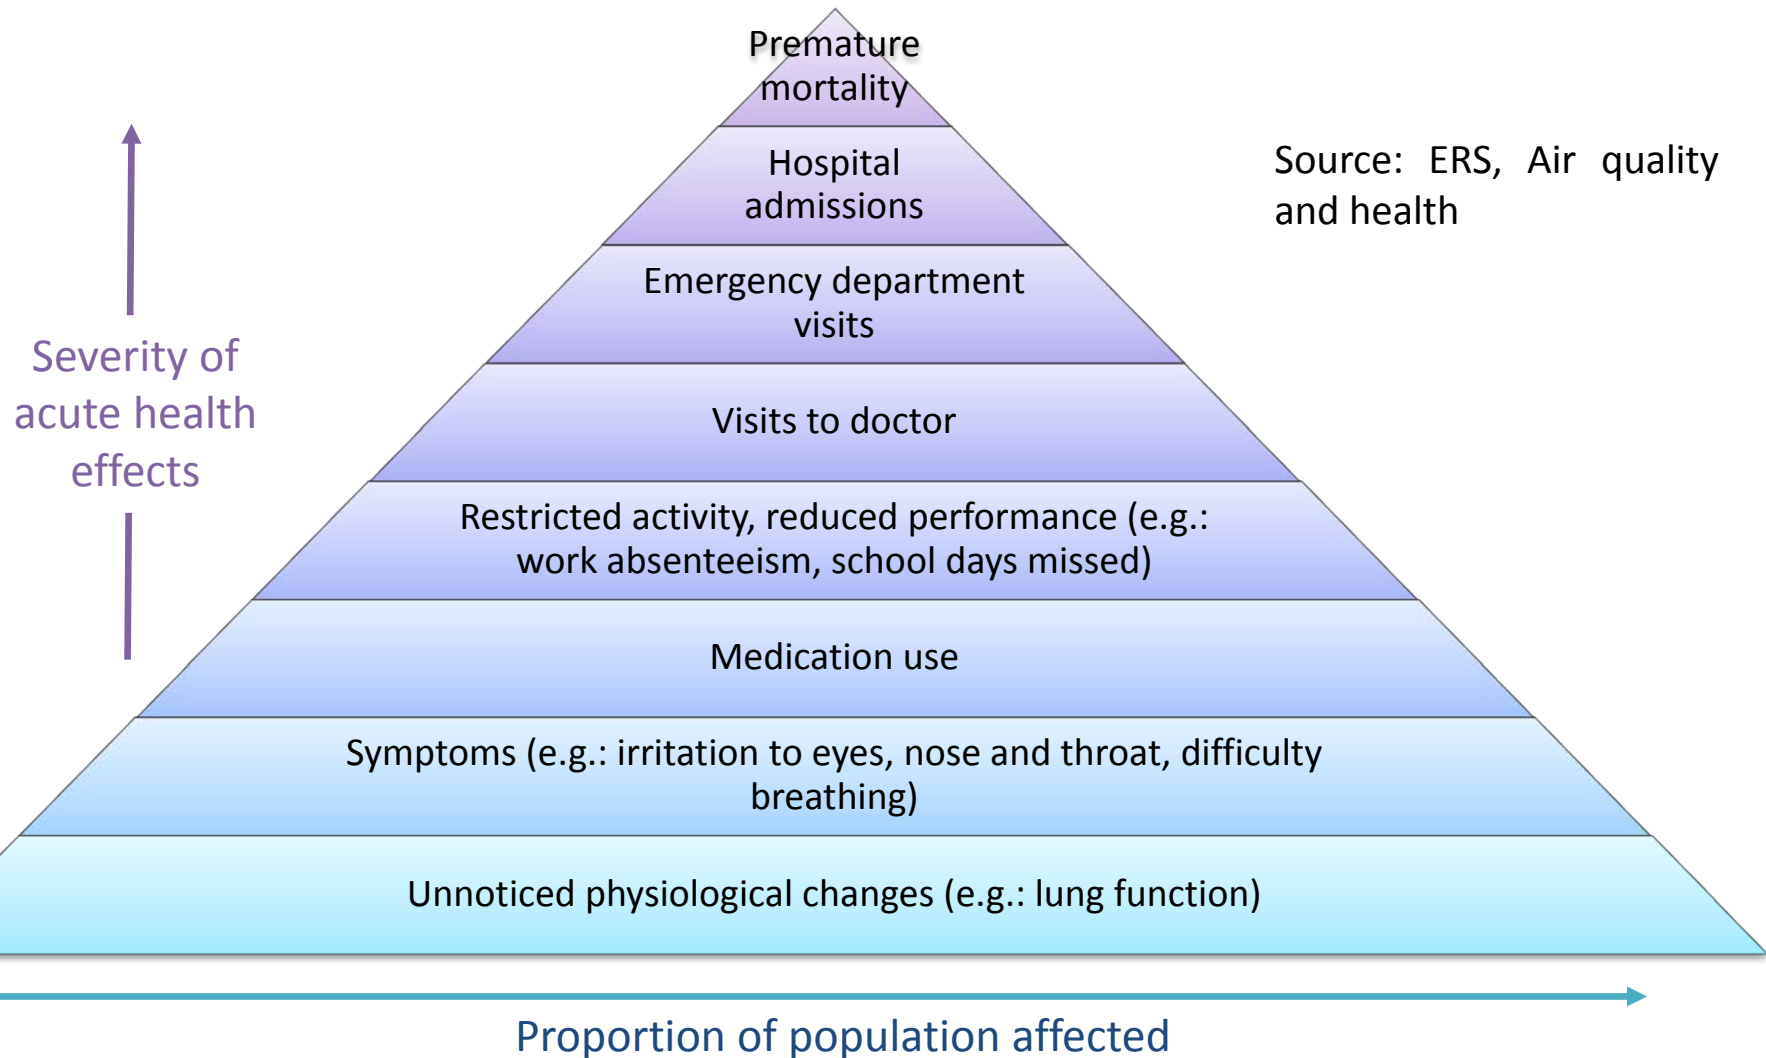 Premature
mortality
Hospital
admissions
Source: ERS, Air quality
and health
Emergency department
visits
Severity of
acute health
effects
Visits to doctor
Restricted activity, reduced performance (e.g.:
work absenteeism, school days missed)
Medication use
Symptoms (e.g.: irritation to eyes, nose and throat, difficulty
breathing)
Unnoticed physiological changes (e.g.: lung function)
Proportion of population affected